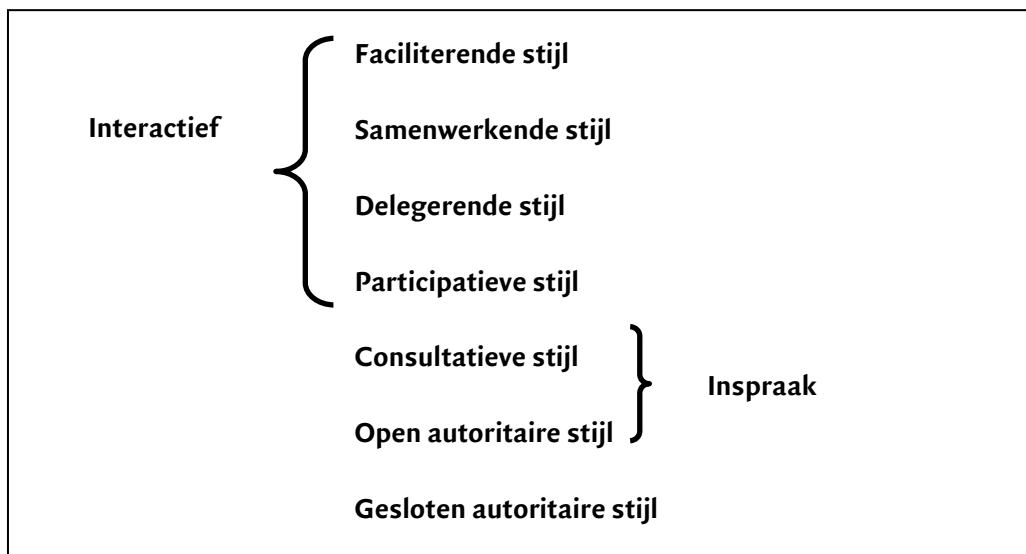 Faciliterende stijl
Interactief
Samenwerkende stijl
Delegerende stijl
Participatieve stijl
Consultatieve stijl
Inspraak
Open autoritaire stijl
Gesloten autoritaire stijl